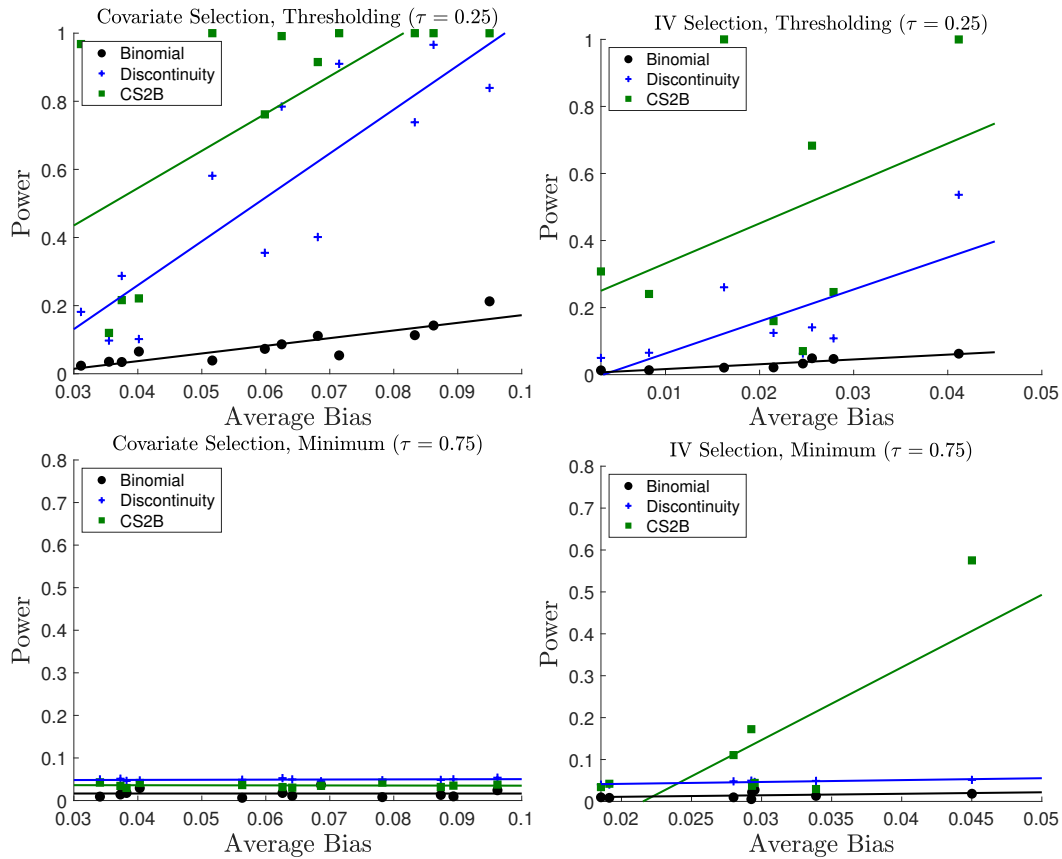 Covariate Selection, Thresholding (τ = 0.25)
Binomial
Discontinuity
CS2B
Power
1
0.8
0.6
0.4
0.2
0
0.03 0.04 0.05 0.06 0.07 0.08 0.09 0.1
Average Bias
IV Selection, Thresholding (τ = 0.25)
Binomial
Discontinuity
CS2B
Power
1
0.8
0.6
0.4
0.2
0
0.01 0.02 0.03 0.04 0.05
Average Bias
Covariate Selection, Minimum (τ = 0.75)
Binomial
Discontinuity
CS2B
Power
0.8
0.7
0.6
0.5
0.4
0.3
0.2
0.1
0
0.03 0.04 0.05 0.06 0.07 0.08 0.09 0.1
Average Bias
IV Selection, Minimum (τ = 0.75)
Binomial
Discontinuity
CS2B
Power
0.8
0.7
0.6
0.5
0.4
0.3
0.2
0.1
0
0.02 0.025 0.03 0.035 0.04 0.045 0.05
Average Bias